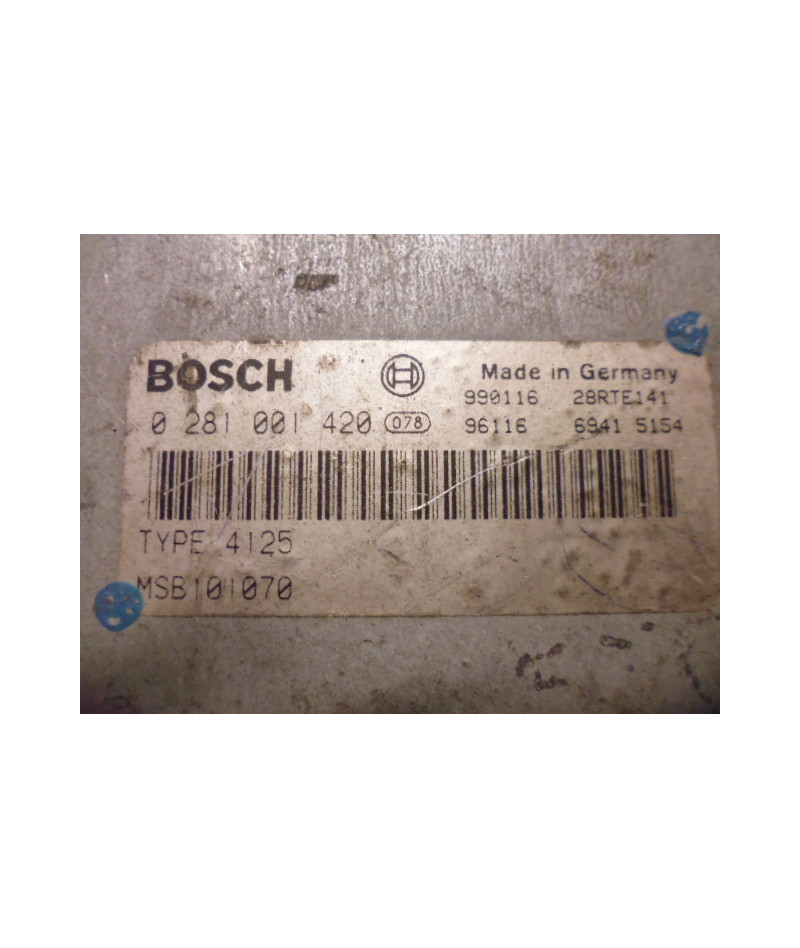 BOSCH Made in Germany
990116 28RTE141
0 281 001 420 078 96116 6941 5154
TYPE 4125
MSB101070